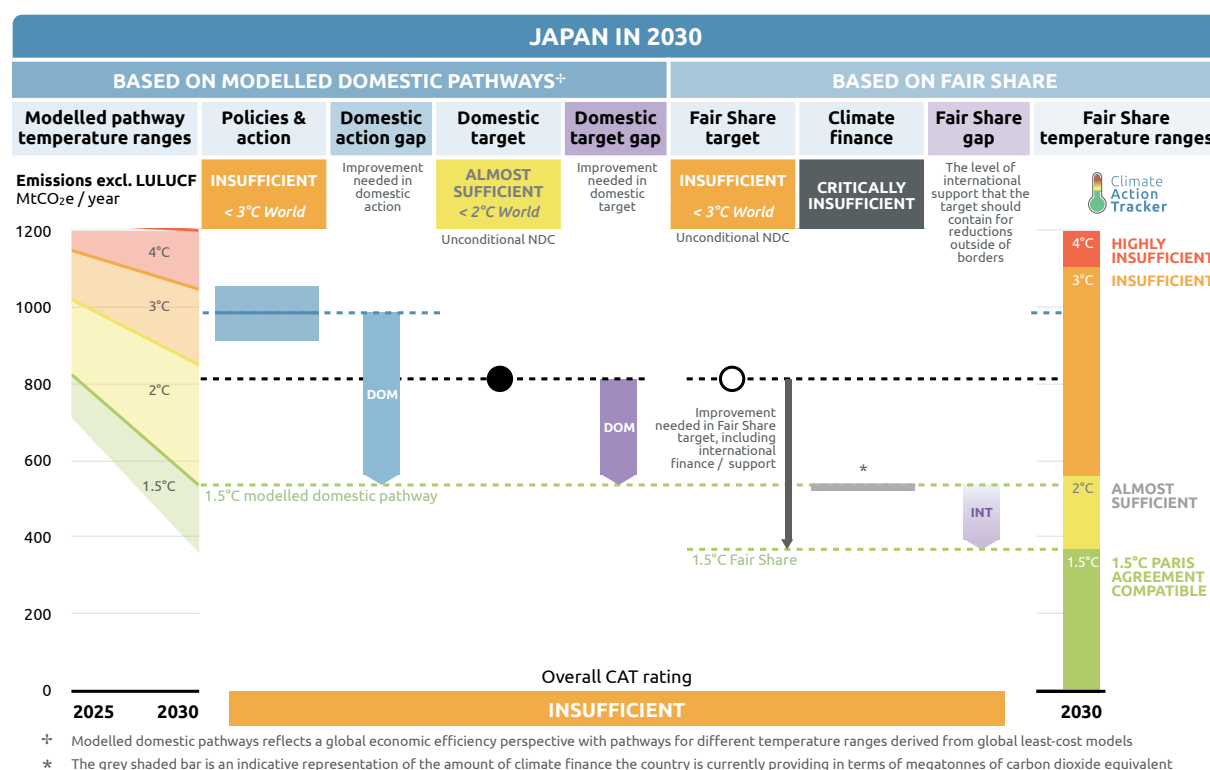 JAPAN IN 2030
BASED ON MODELLED DOMESTIC PATHWAYS✢
BASED ON FAIR SHARE
Modelled pathway
temperature ranges
Policies &
action
Domestic
action gap
Domestic
target
Domestic
target gap
Fair Share
target
Climate
finance
Fair Share
gap
Fair Share
temperature ranges
Emissions excl. LULUCF
MtCO₂e / year
INSUFFICIENT
< 3°C World
Improvement
needed in
domestic
action
ALMOST
SUFFICIENT
< 2°C World
Unconditional NDC
Improvement
needed in
domestic
target
INSUFFICIENT
< 3°C World
Unconditional NDC
CRITICALLY
INSUFFICIENT
The level of
international
support that the
target should
contain for
reductions
outside of
borders
Climate
Action
Tracker
1200
1000
800
600
400
200
0
4°C
3°C
2°C
1.5°C
2025
2030
DOM
DOM
1.5°C modelled domestic pathway
Improvement
needed in Fair Share
target, including
international
finance / support
*
INT
1.5°C Fair Share
4°C
HIGHLY
INSUFFICIENT
3°C
INSUFFICIENT
2°C
ALMOST
SUFFICIENT
1.5°C
1.5°C PARIS
AGREEMENT
COMPATIBLE
2030
Overall CAT rating
INSUFFICIENT
✢ Modelled domestic pathways reflects a global economic efficiency perspective with pathways for different temperature ranges derived from global least-cost models
* The grey shaded bar is an indicative representation of the amount of climate finance the country is currently providing in terms of megatonnes of carbon dioxide equivalent